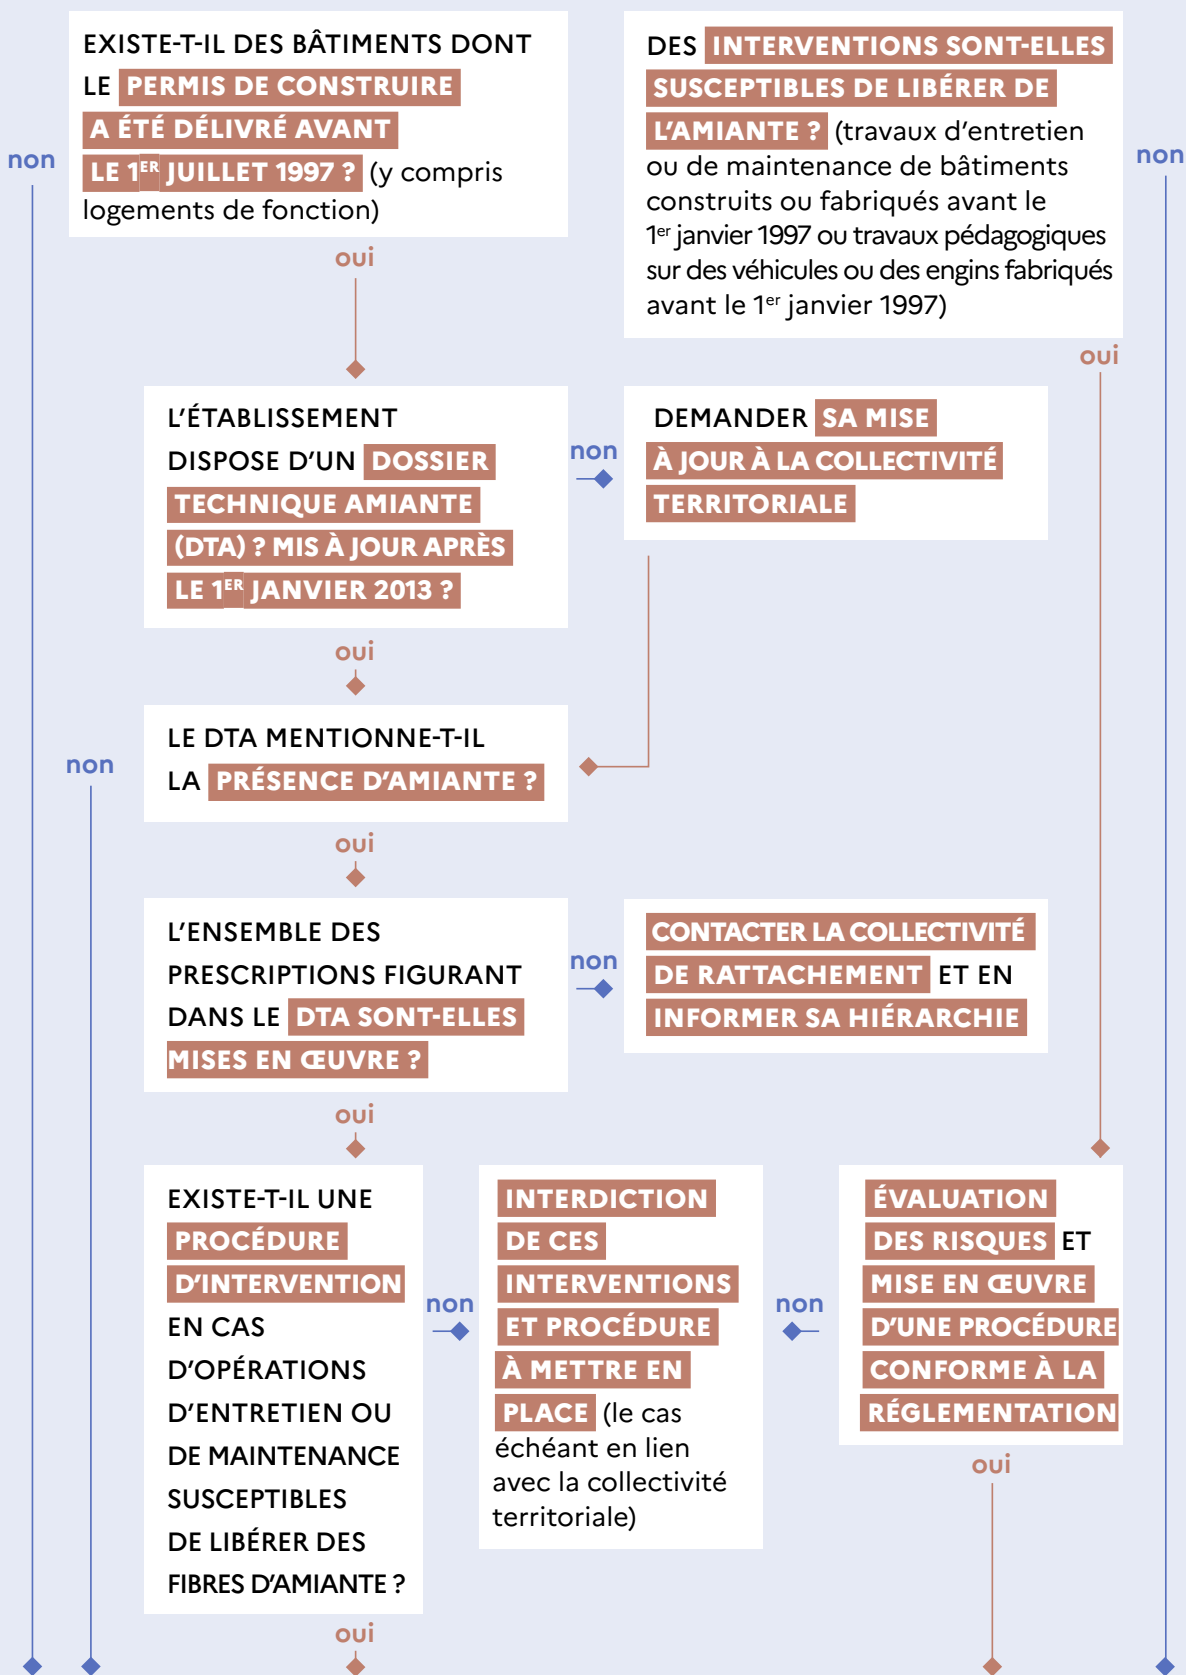 EXISTE-T-IL DES BÂTIMENTS DONT
LE PERMIS DE CONSTRUIRE
A ÉTÉ DÉLIVRÉ AVANT
LE 1ER JUILLET 1997 ? (y compris
logements de fonction)
non
oui
DES INTERVENTIONS SONT-ELLES
SUSCEPTIBLES DE LIBÉRER DE
L'AMIANTE ? (travaux d'entretien
ou de maintenance de bâtiments
construits ou fabriqués avant le
1er janvier 1997 ou travaux pédagogiques
sur des véhicules ou des engins fabriqués
avant le 1er janvier 1997)
non
oui
L'ÉTABLISSEMENT
DISPOSE D'UN DOSSIER
TECHNIQUE AMIANTE
(DTA) ? MIS À JOUR APRÈS
LE 1ER JANVIER 2013 ?
non
DEMANDER SA MISE
À JOUR À LA COLLECTIVITÉ
TERRITORIALE
oui
LE DTA MENTIONNE-T-IL
LA PRÉSENCE D'AMIANTE ?
non
oui
L'ENSEMBLE DES
PRESCRIPTIONS FIGURANT
DANS LE DTA SONT-ELLES
MISES EN ŒUVRE ?
non
CONTACTER LA COLLECTIVITÉ
DE RATTACHEMENT ET EN
INFORMER SA HIÉRARCHIE
oui
EXISTE-T-IL UNE
PROCÉDURE
D'INTERVENTION
EN CAS
D'OPÉRATIONS
D'ENTRETIEN OU
DE MAINTENANCE
SUSCEPTIBLES
DE LIBÉRER DES
FIBRES D'AMIANTE ?
non
INTERDICTION
DE CES
INTERVENTIONS
ET PROCÉDURE
À METTRE EN
PLACE (le cas
échéant en lien
avec la collectivité
territoriale)
non
ÉVALUATION
DES RISQUES ET
MISE EN ŒUVRE
D'UNE PROCÉDURE
CONFORME À LA
RÉGLEMENTATION
oui
oui